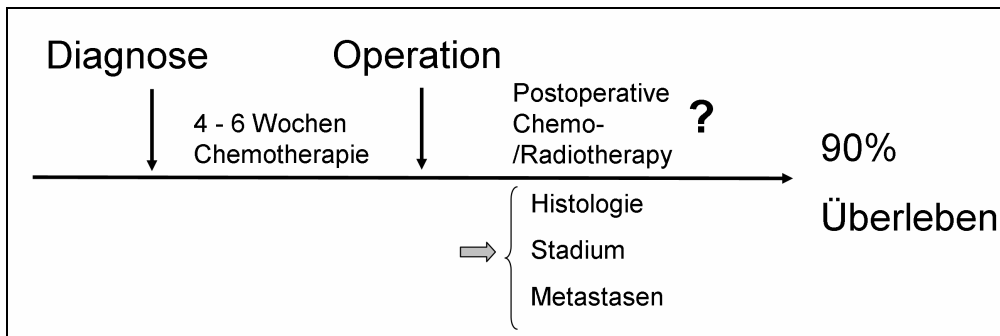 Diagnose
Operation
4 - 6 Wochen
Chemotherapie
Postoperative
Chemo-
/Radiotherapy
?
90%
Überleben
Histologie
Stadium
Metastasen